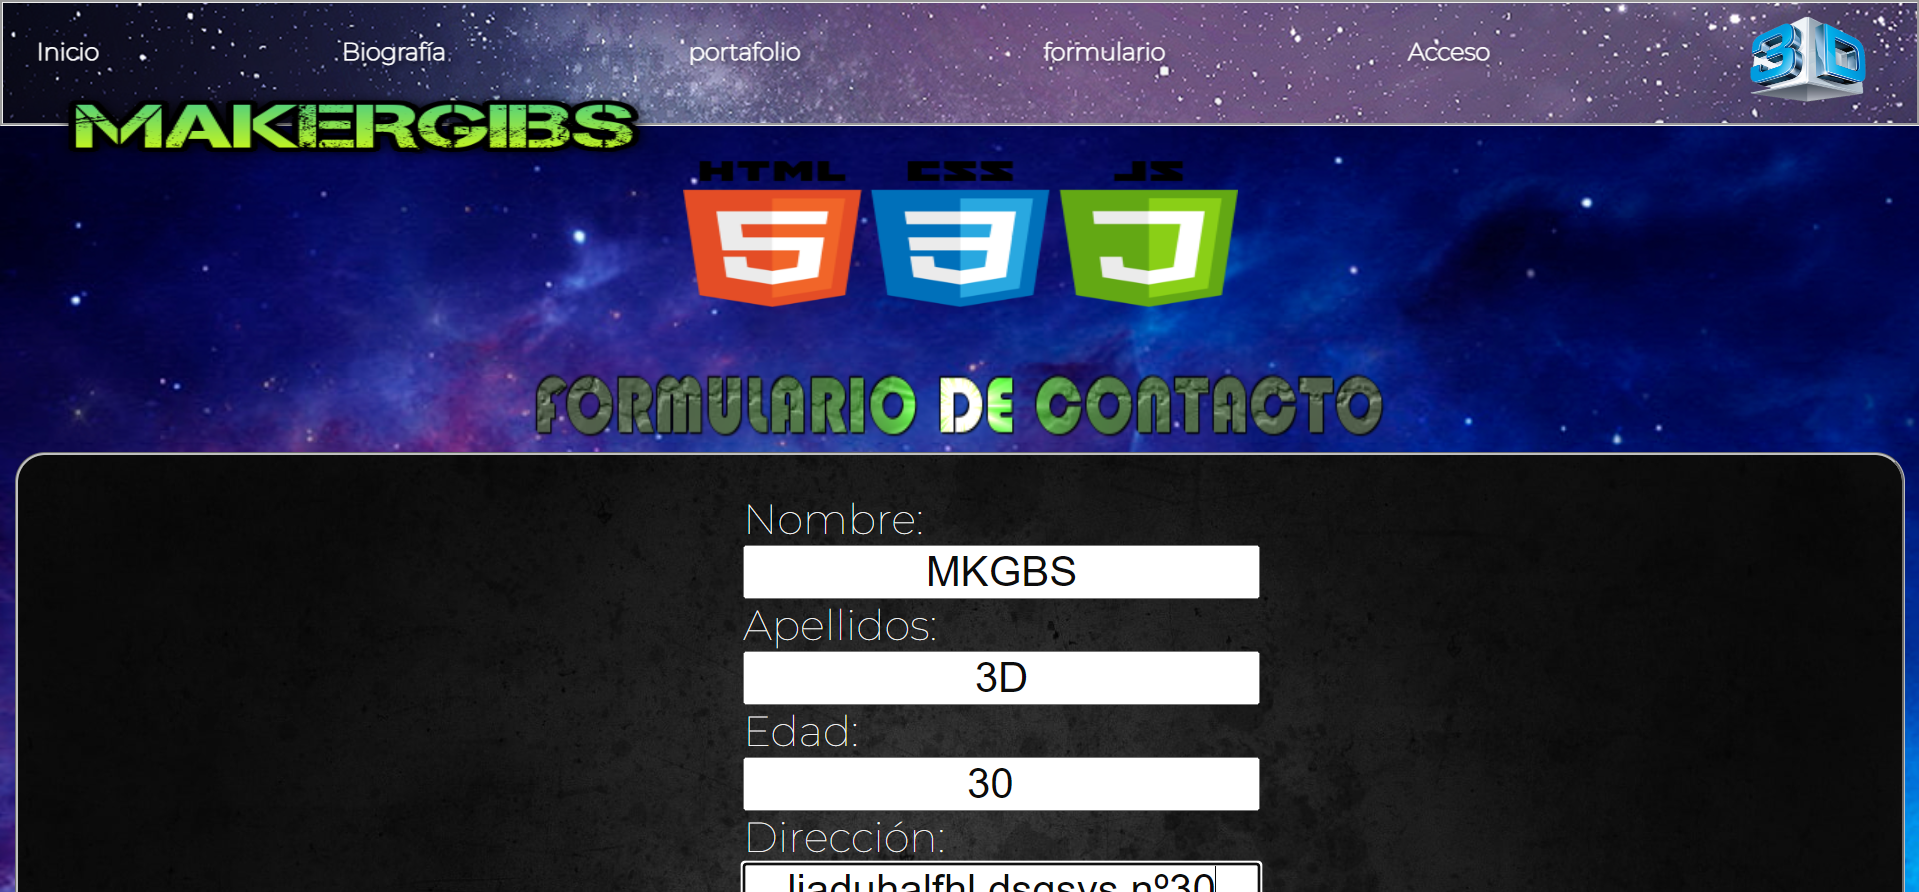 Inicio Biografía portafolio formulario Acceso 3D
MAKERGIBS
HTML CSS JS
5 3 J
FORMULARIO DE CONTACTO
Nombre:
MKGBS
Apellidos:
3D
Edad:
30
Dirección:
nº30